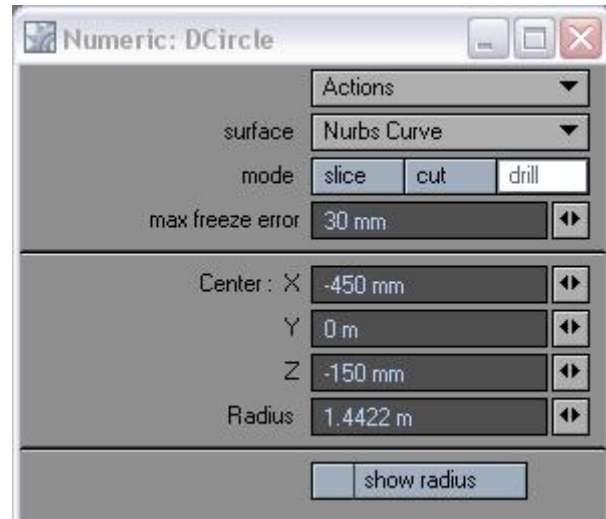 Numeric: DCircle
Actions
surface Nurbs Curve
mode slice cut drill
max freeze error 30 mm
Center : X -450 mm
Y 0 m
Z -150 mm
Radius 1.4422 m
show radius